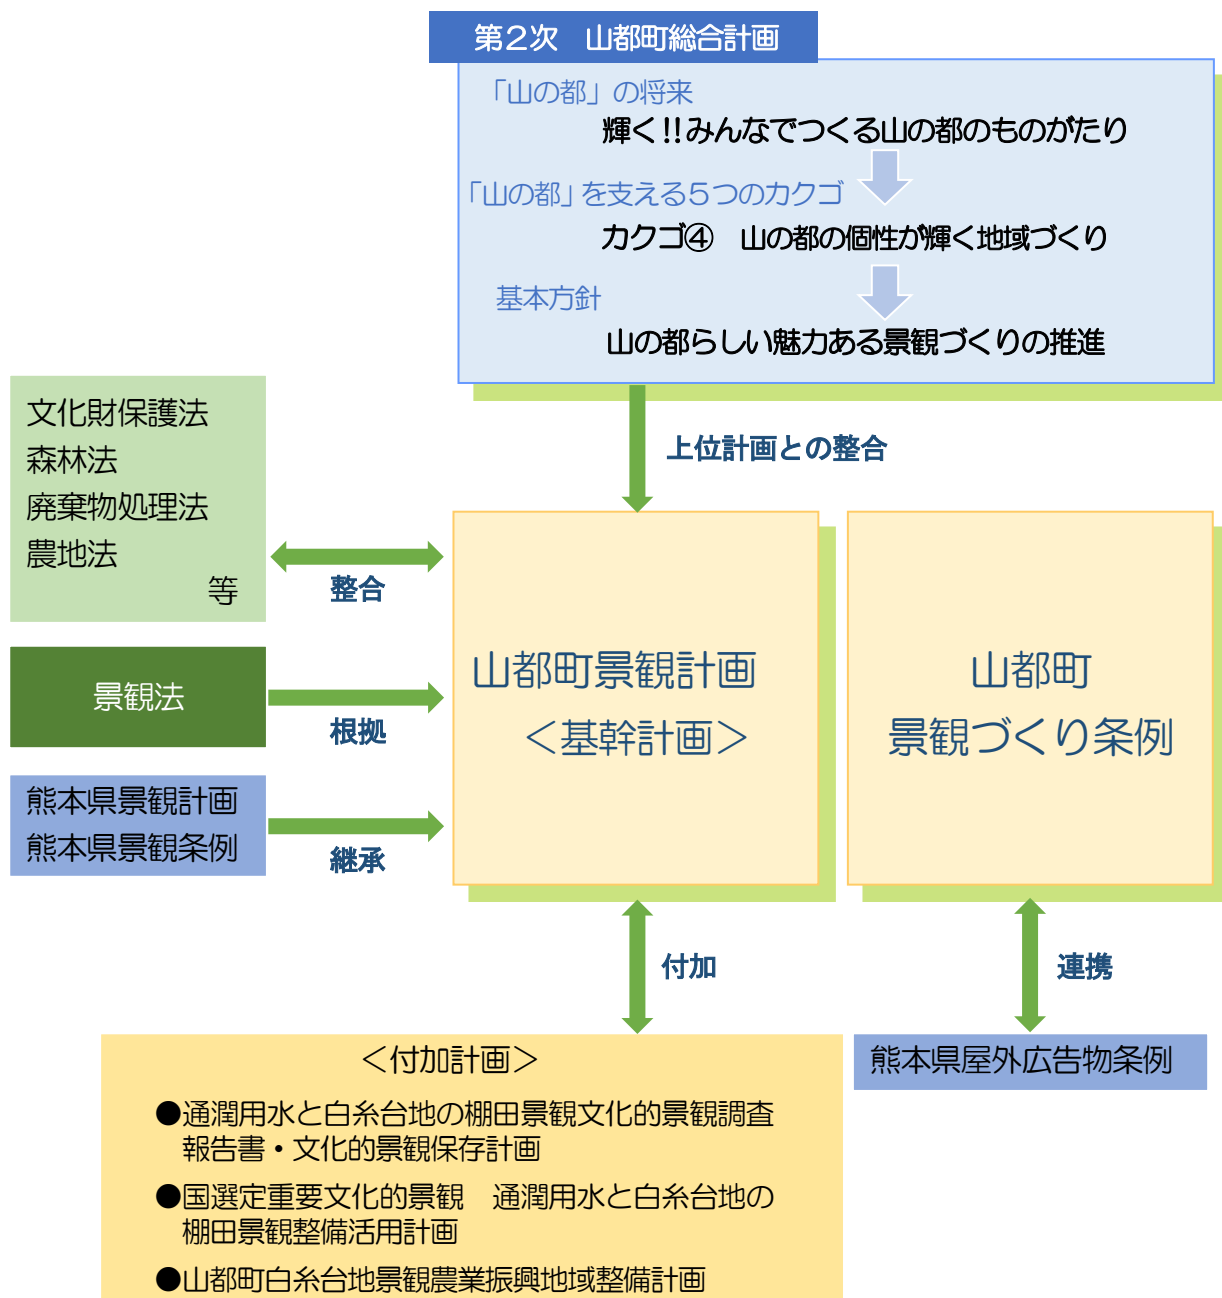 第２次　山都町総合計画
「山の都」の将来
輝く!!みんなでつくる山の都のものがたり
「山の都」を支える５つのカクゴ
カクゴ④　山の都の個性が輝く地域づくり
基本方針
山の都らしい魅力ある景観づくりの推進
上位計画との整合
文化財保護法
森林法
廃棄物処理法
農地法
等
整合
景観法
根拠
熊本県景観計画
熊本県景観条例
継承
山都町景観計画
＜基幹計画＞
山都町
景観づくり条例
付加
連携
＜付加計画＞
●通潤用水と白糸台地の棚田景観文化的景観調査
報告書・文化的景観保存計画
●国選定重要文化的景観　通潤用水と白糸台地の
棚田景観整備活用計画
●山都町白糸台地景観農業振興地域整備計画
熊本県屋外広告物条例